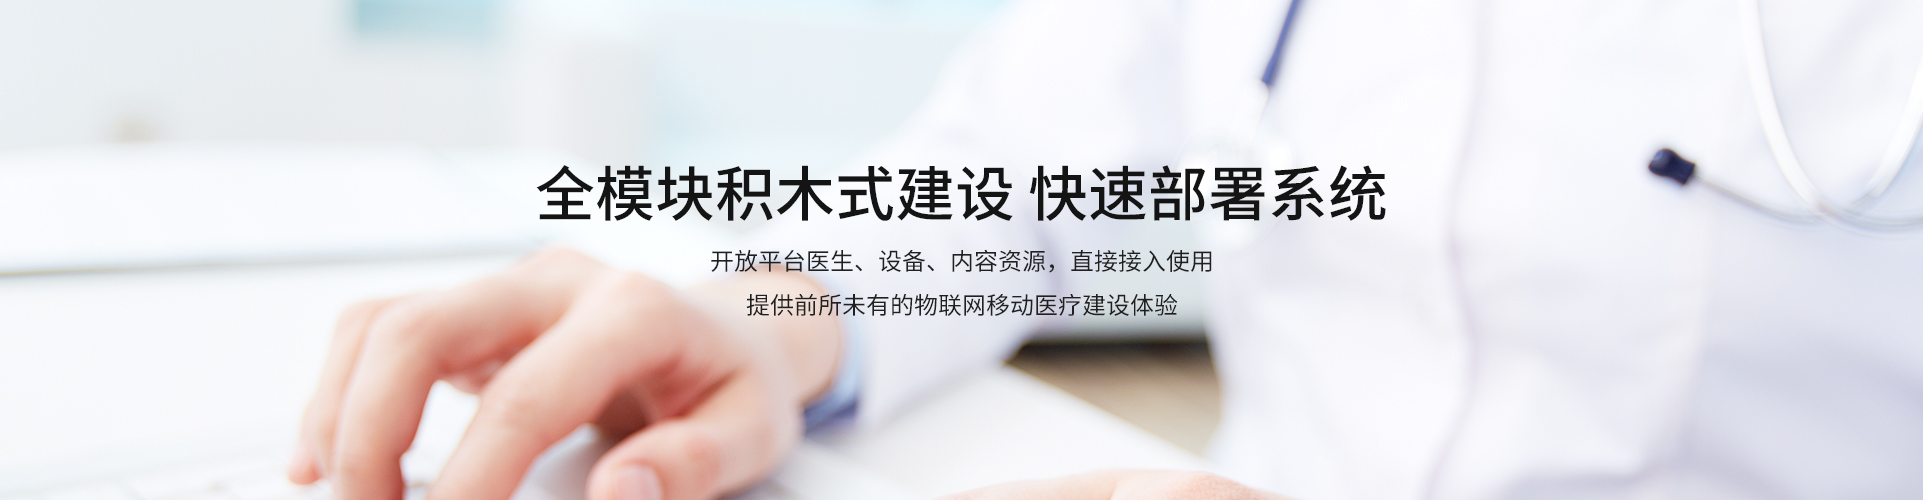 全模块积木式建设 快速部署系统
开放平台医生、设备、内容资源，直接接入使用
提供前所未有的物联网移动医疗建设体验